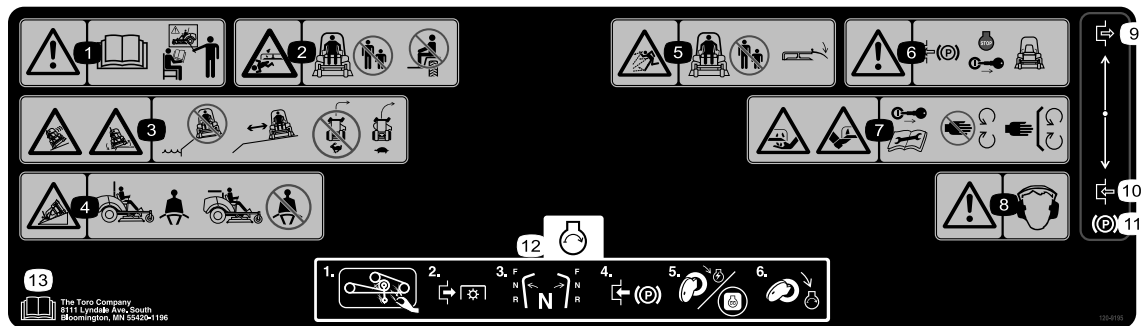 1
2
5
6
STOP
(P)
9
3
7
4
8
10
(P)
11
12
13
The Toro Company
8111 Lyndale Ave. South
Bloomington, MN 55420-1196
1. 2. 3. F N R N F N R 4. (P) 5. 6.
120-9195